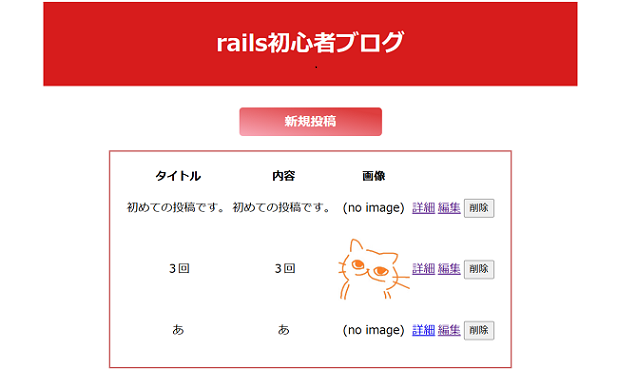 rails初心者ブログ
新規投稿
タイトル 内容 画像
初めての投稿です。 初めての投稿です。 (no image) 詳細 編集 削除
3回 3回 詳細 編集 削除
あ あ (no image) 詳細 編集 削除